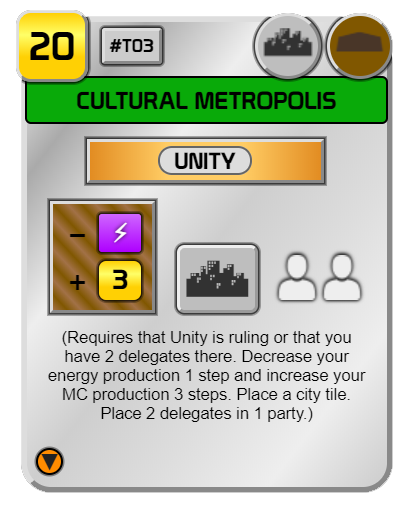 20
#T03
CULTURAL METROPOLIS
UNITY
-
+ 3
(Requires that Unity is ruling or that you
have 2 delegates there. Decrease your
energy production 1 step and increase your
MC production 3 steps. Place a city tile.
Place 2 delegates in 1 party.)